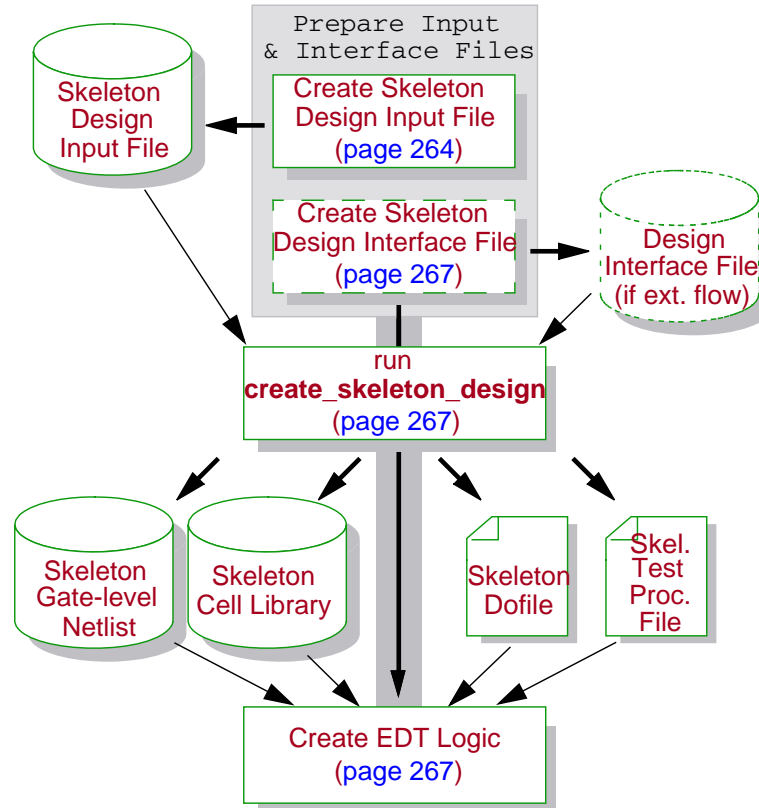 Prepare Input
& Interface Files
Skeleton
Design
Input File
Create Skeleton
Design Input File
(page 264)
Create Skeleton
Design Interface File
(page 267)
Design
Interface File
(if ext. flow)
run
create_skeleton_design
(page 267)
Skeleton
Gate-level
Netlist
Skeleton
Cell Library
Skeleton
Dofile
Skel.
Test
Proc.
File
Create EDT Logic
(page 267)